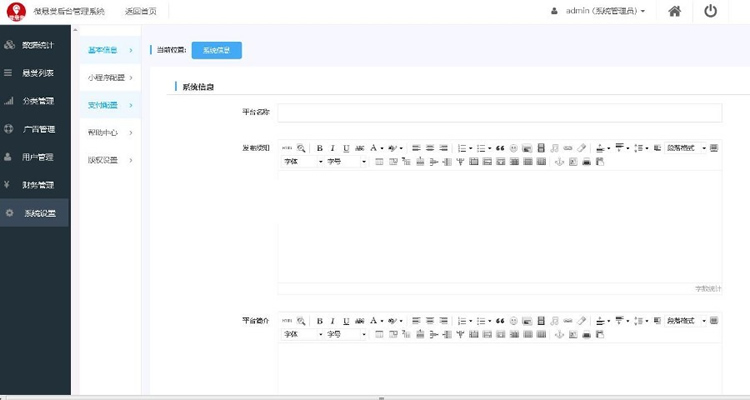 微悬赏后台管理系统 返回首页 admin (系统管理员)
数据统计
悬赏列表
分类管理
广告管理
用户管理
财务管理
系统设置
基本信息
小程序配置
支付配置
帮助中心
版权设置
当前位置: 系统信息
系统信息
平台名称
发布须知
HTML B I U ABC A 段落格式
字体 字号
字数统计
平台简介
HTML B I U ABC A 段落格式
字体 字号